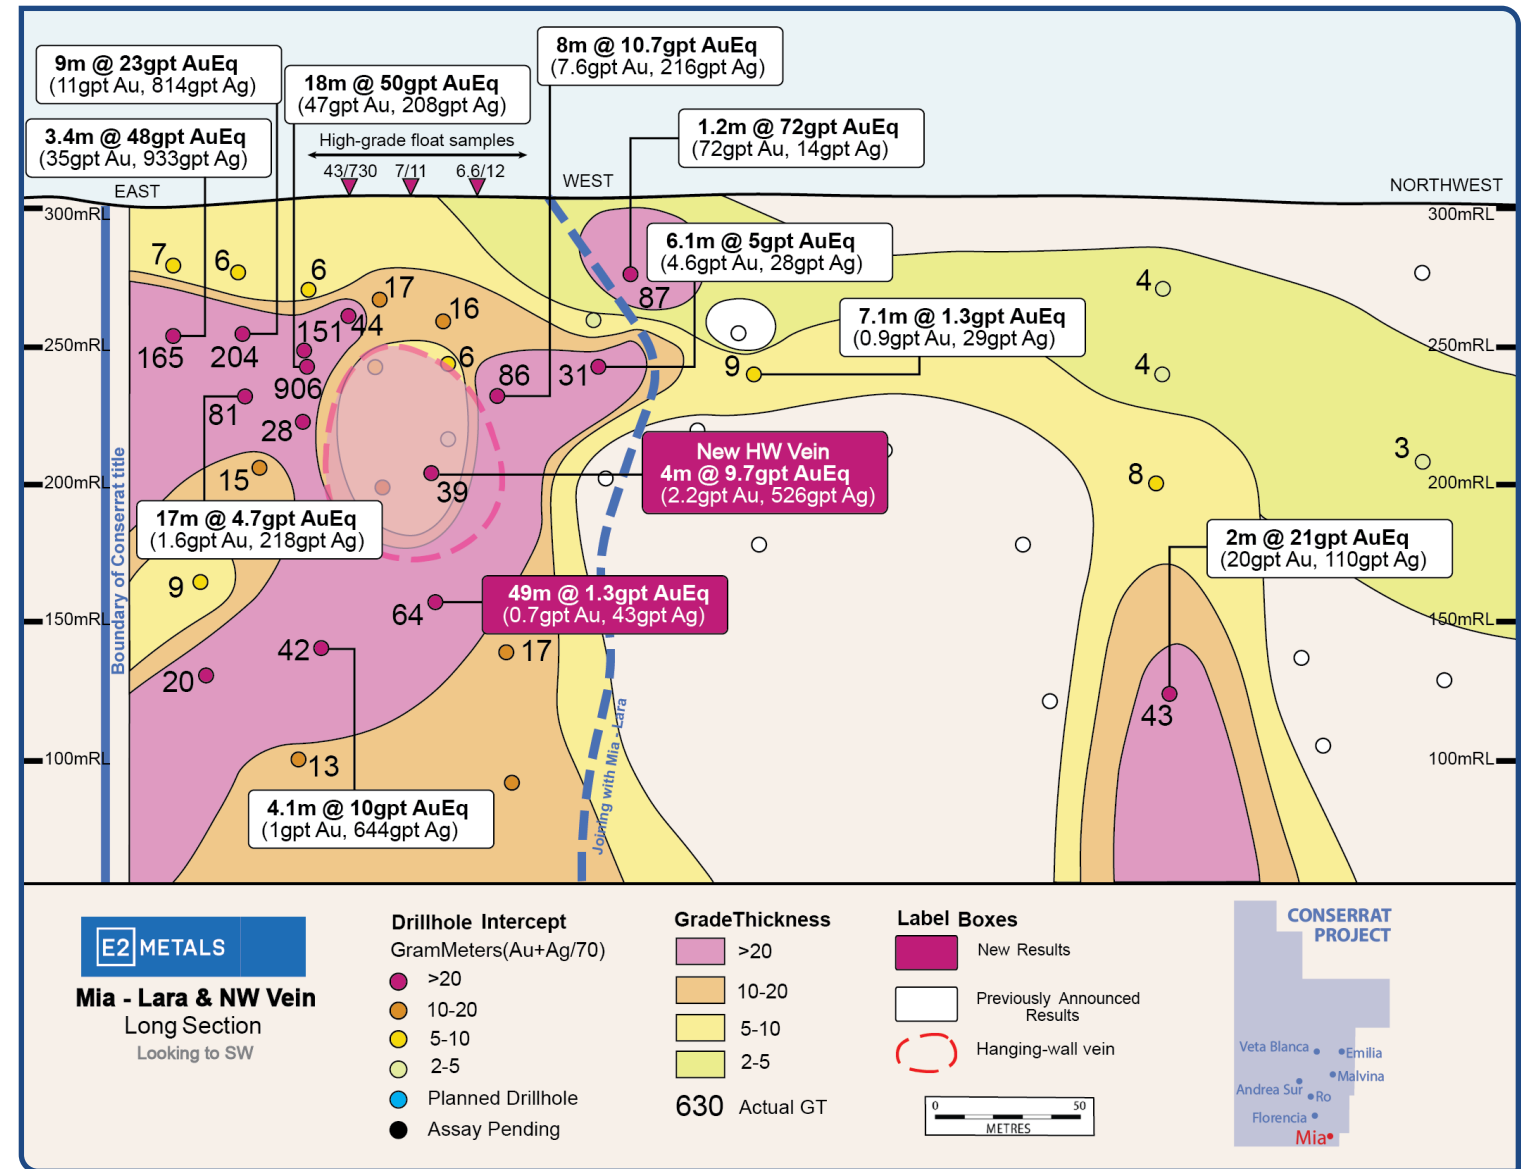 9m @ 23gpt AuEq
(11gpt Au, 814gpt Ag)
18m @ 50gpt AuEq
(47gpt Au, 208gpt Ag)
8m @ 10.7gpt AuEq
(7.6gpt Au, 216gpt Ag)
3.4m @ 48gpt AuEq
(35gpt Au, 933gpt Ag)
High-grade float samples
43/730
7/11
6.6/12
1.2m @ 72gpt AuEq
(72gpt Au, 14gpt Ag)
EAST
WEST
NORTHWEST
300mRL
300mRL
6.1m @ 5gpt AuEq
(4.6gpt Au, 28gpt Ag)
7
6
6
17
16
87
4
7.1m @ 1.3gpt AuEq
(0.9gpt Au, 29gpt Ag)
151
44
250mRL
250mRL
165
204
906
6
86
31
9
4
81
28
New HW Vein
4m @ 9.7gpt AuEq
(2.2gpt Au, 526gpt Ag)
15
39
8
3
200mRL
200mRL
17m @ 4.7gpt AuEq
(1.6gpt Au, 218gpt Ag)
2m @ 21gpt AuEq
(20gpt Au, 110gpt Ag)
Boundary of Conserrat title
9
49m @ 1.3gpt AuEq
(0.7gpt Au, 43gpt Ag)
64
150mRL
150mRL
42
17
20
43
Joining with Mia - Lara
100mRL
100mRL
13
4.1m @ 10gpt AuEq
(1gpt Au, 644gpt Ag)
E2 METALS
Mia - Lara & NW Vein
Long Section
Looking to SW
Drillhole Intercept
GramMeters(Au+Ag/70)
>20
10-20
5-10
2-5
Planned Drillhole
Assay Pending
GradeThickness
>20
10-20
5-10
2-5
630 Actual GT
Label Boxes
New Results
Previously Announced
Results
Hanging-wall vein
0 50
METRES
CONSERRAT
PROJECT
Veta Blanca
Emilia
Malvina
Andrea Sur
Ro
Florencia
Mia